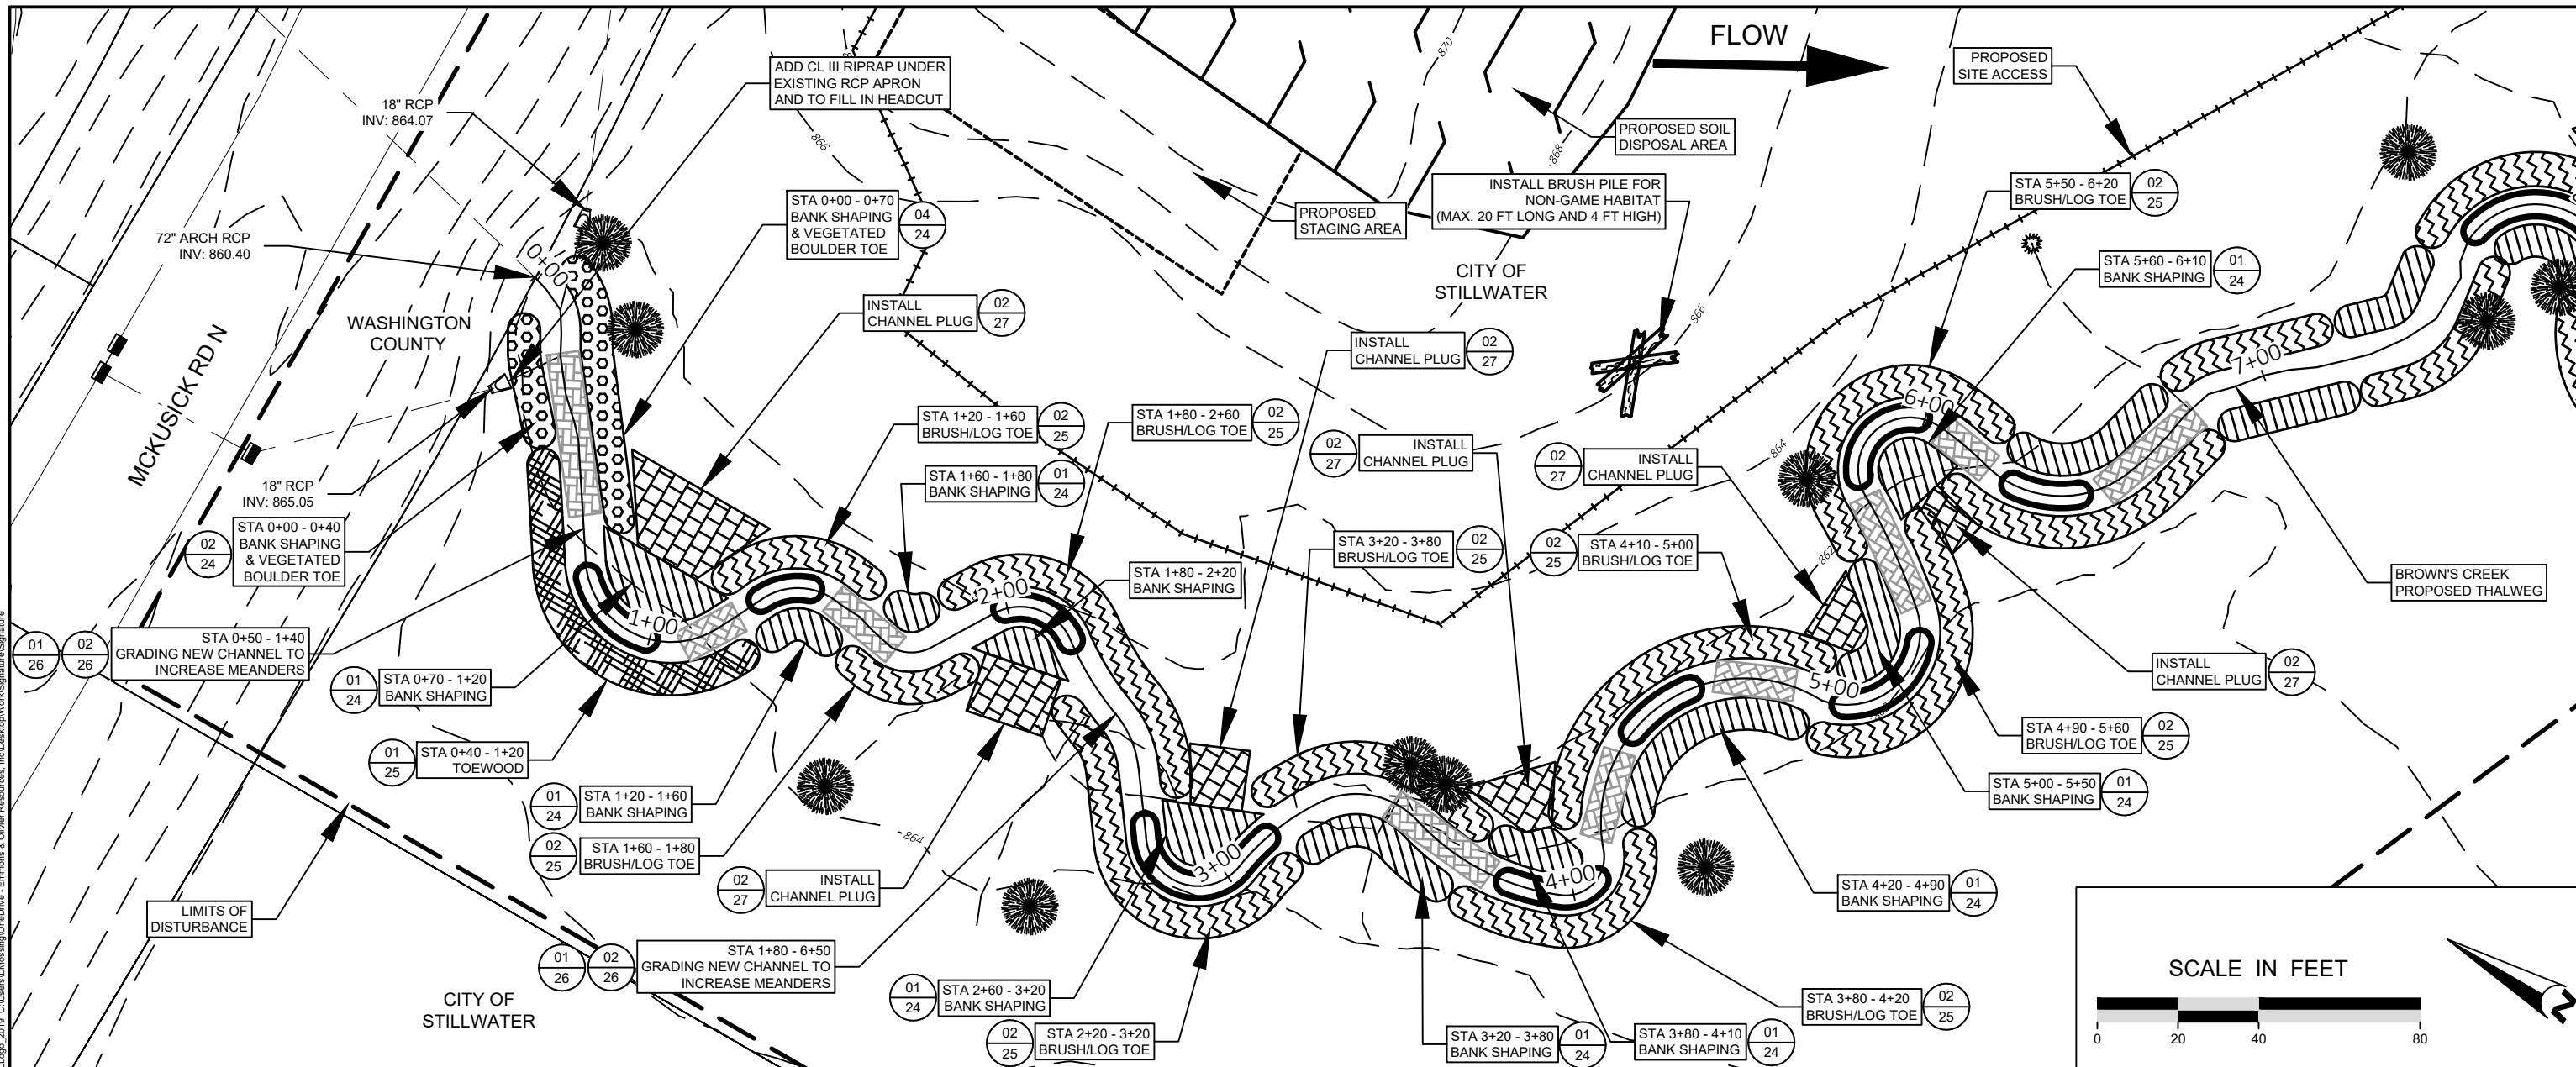 FLOW
ADD CL III RIPRAP UNDER
EXISTING RCP APRON
AND TO FILL IN HEADCUT
PROPOSED
SITE ACCESS
18" RCP
INV: 864.07
866
870
868
PROPOSED SOIL
DISPOSAL AREA
INSTALL BRUSH PILE FOR
NON-GAME HABITAT
(MAX. 20 FT LONG AND 4 FT HIGH)
STA 5+50 - 6+20
BRUSH/LOG TOE
02
25
STA 0+00 - 0+70
BANK SHAPING
& VEGETATED
BOULDER TOE
04
24
PROPOSED
STAGING AREA
72" ARCH RCP
INV: 860.40
0+00
CITY OF
STILLWATER
STA 5+60 - 6+10
BANK SHAPING
01
24
WASHINGTON
COUNTY
INSTALL
CHANNEL PLUG
02
27
866
INSTALL
CHANNEL PLUG
02
27
7+00
MCKUSICK RD N
6+00
STA 1+20 - 1+60
BRUSH/LOG TOE
02
25
STA 1+80 - 2+60
BRUSH/LOG TOE
02
25
02
27
INSTALL
CHANNEL PLUG
02
27
INSTALL
CHANNEL PLUG
864
18" RCP
INV: 865.05
STA 1+60 - 1+80
BANK SHAPING
01
24
02
24
STA 0+00 - 0+40
BANK SHAPING
& VEGETATED
BOULDER TOE
STA 3+20 - 3+80
BRUSH/LOG TOE
02
25
02
25
STA 4+10 - 5+00
BRUSH/LOG TOE
862
STA 1+80 - 2+20
BANK SHAPING
BROWN'S CREEK
PROPOSED THALWEG
2+00
1+00
01
26
02
26
STA 0+50 - 1+40
GRADING NEW CHANNEL TO
INCREASE MEANDERS
01
24
STA 0+70 - 1+20
BANK SHAPING
5+00
INSTALL
CHANNEL PLUG
02
27
01
25
STA 0+40 - 1+20
TOEWOOD
STA 4+90 - 5+60
BRUSH/LOG TOE
02
25
01
24
STA 1+20 - 1+60
BANK SHAPING
STA 5+00 - 5+50
BANK SHAPING
01
24
864
02
25
STA 1+60 - 1+80
BRUSH/LOG TOE
3+00
4+00
02
27
INSTALL
CHANNEL PLUG
STA 4+20 - 4+90
BANK SHAPING
01
24
LIMITS OF
DISTURBANCE
01
26
02
26
STA 1+80 - 6+50
GRADING NEW CHANNEL TO
INCREASE MEANDERS
SCALE IN FEET
0
20
40
80
CITY OF
STILLWATER
01
24
STA 2+60 - 3+20
BANK SHAPING
STA 3+80 - 4+20
BRUSH/LOG TOE
02
25
02
25
STA 2+20 - 3+20
BRUSH/LOG TOE
STA 3+20 - 3+80
BANK SHAPING
01
24
STA 3+80 - 4+10
BANK SHAPING
01
24